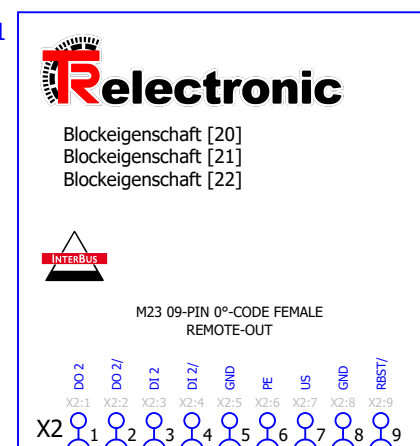 1
TRelectronic
Blockeigenschaft [20]
Blockeigenschaft [21]
Blockeigenschaft [22]
INTERBUS
M23 09-PIN 0°-CODE FEMALE
REMOTE-OUT
DO 2 DO 2/ DI 2 DI 2/ GND PE US GND RBST/
X2:1 X2:2 X2:3 X2:4 X2:5 X2:6 X2:7 X2:8 X2:9
X2 1 2 3 4 5 6 7 8 9